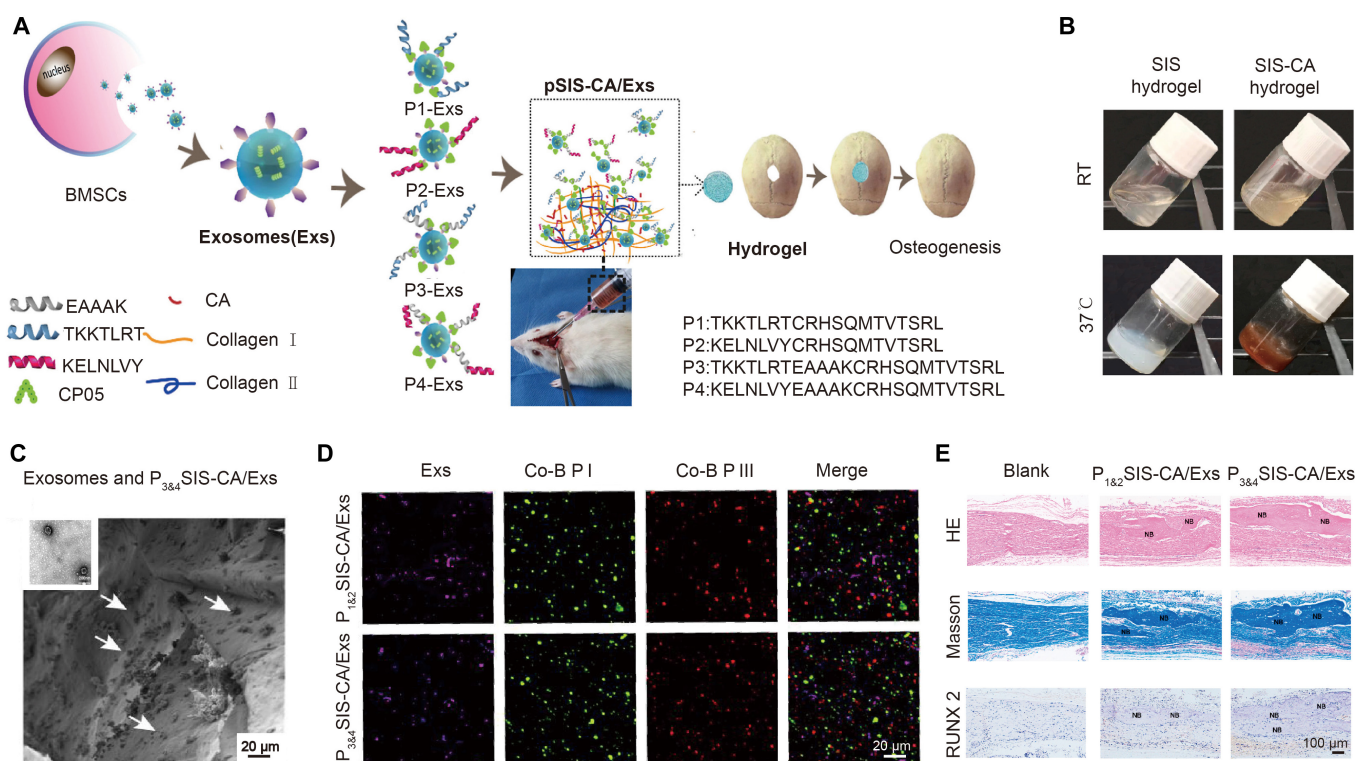 A
nucleus
BMSCs
Exosomes(Exs)
P1-Exs
P2-Exs
P3-Exs
P4-Exs
pSIS-CA/Exs
Hydrogel
Osteogenesis
EAAAK
TKKTLRT
KELNLVY
CP05
CA
Collagen Ⅰ
Collagen Ⅱ
P1:TKKTLRTCRHSQMTVTSRL
P2:KELNLVYCRHSQMTVTSRL
P3:TKKTLRTEAAAKCRHSQMTVTSRL
P4:KELNLVYEAAAKCRHSQMTVTSRL
B
SIS
hydrogel
SIS-CA
hydrogel
RT
37℃
C
Exosomes and P3&4SIS-CA/Exs
20 µm
D
Exs
Co-B P I
Co-B P III
Merge
P1&2SIS-CA/Exs
P3&4SIS-CA/Exs
20 µm
E
Blank
P1&2SIS-CA/Exs
P3&4SIS-CA/Exs
HE
NB
NB
NB
NB
Masson
NB
NB
NB
NB
RUNX 2
NB
NB
NB
NB
100 µm